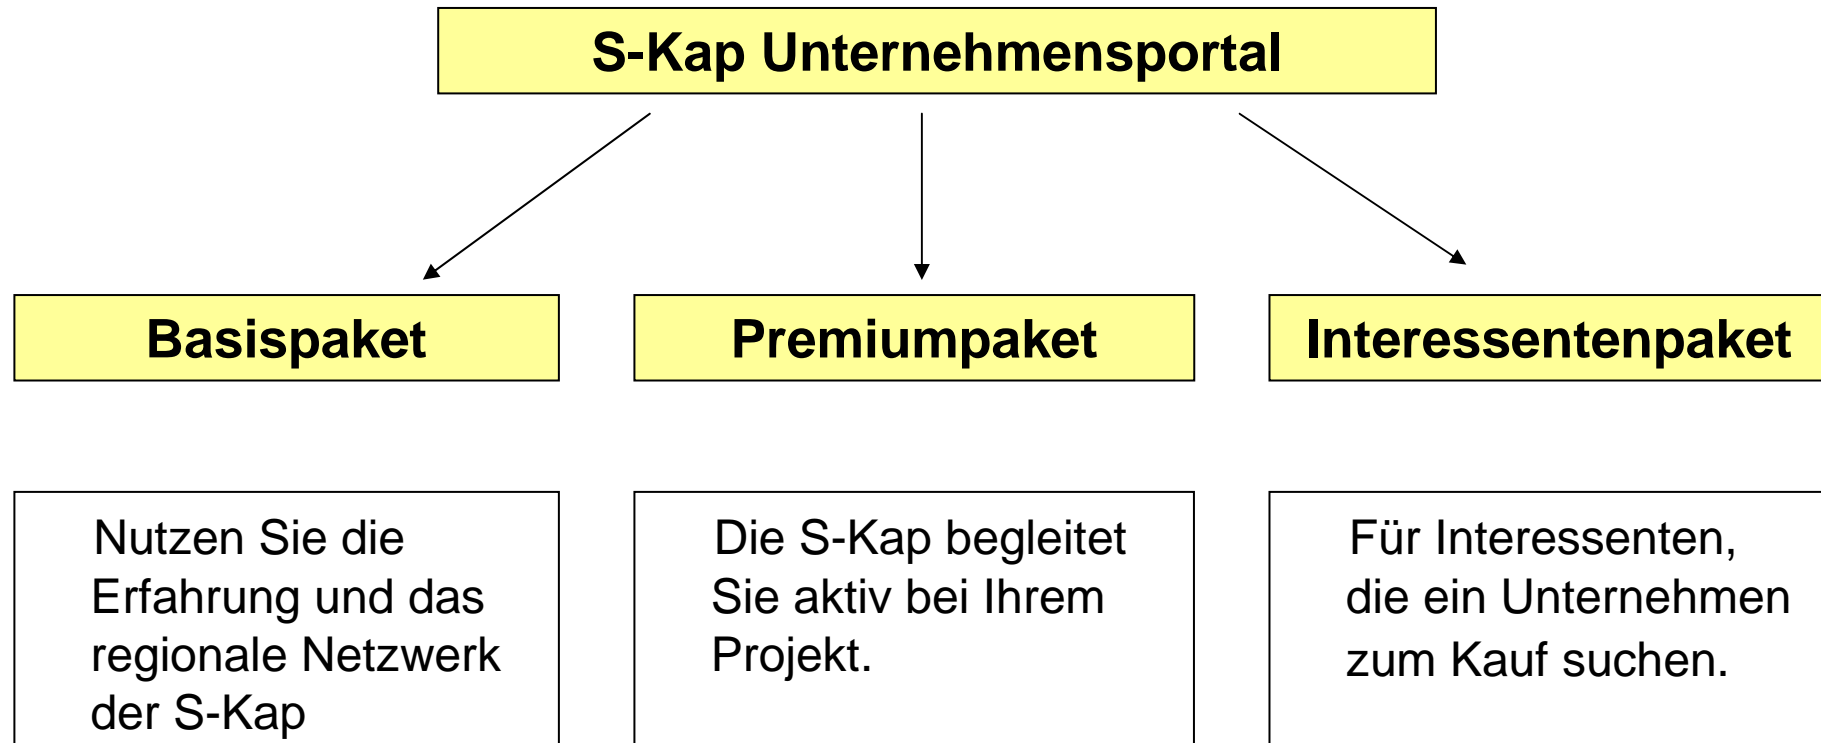 S-Kap Unternehmensportal
Basispaket
Premiumpaket
Interessentenpaket
Nutzen Sie die
Erfahrung und das
regionale Netzwerk
der S-Kap
Die S-Kap begleitet
Sie aktiv bei Ihrem
Projekt.
Für Interessenten,
die ein Unternehmen
zum Kauf suchen.